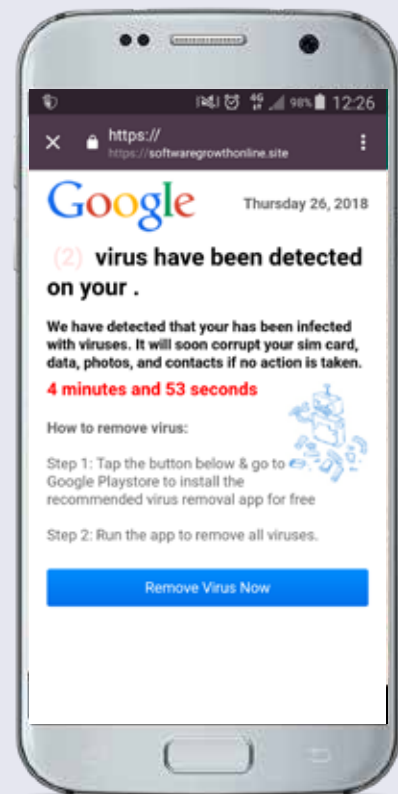 4G 98% 12:26
https://
https://softwaregrowthonline.site
Google Thursday 26, 2018
(2) virus have been detected
on your .
We have detected that your has been infected
with viruses. It will soon corrupt your sim card,
data, photos, and contacts if no action is taken.
4 minutes and 53 seconds
How to remove virus:
Step 1: Tap the button below & go to
Google Playstore to install the
recommended virus removal app for free
Step 2: Run the app to remove all viruses.
Remove Virus Now